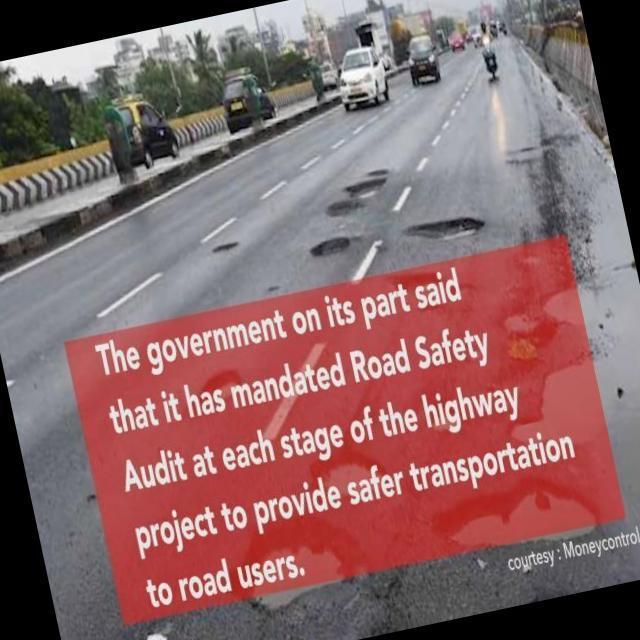 The government on its part said
that it has mandated Road Safety
Audit at each stage of the highway
project to provide safer transportation
to road users.
courtesy : Moneycontrol